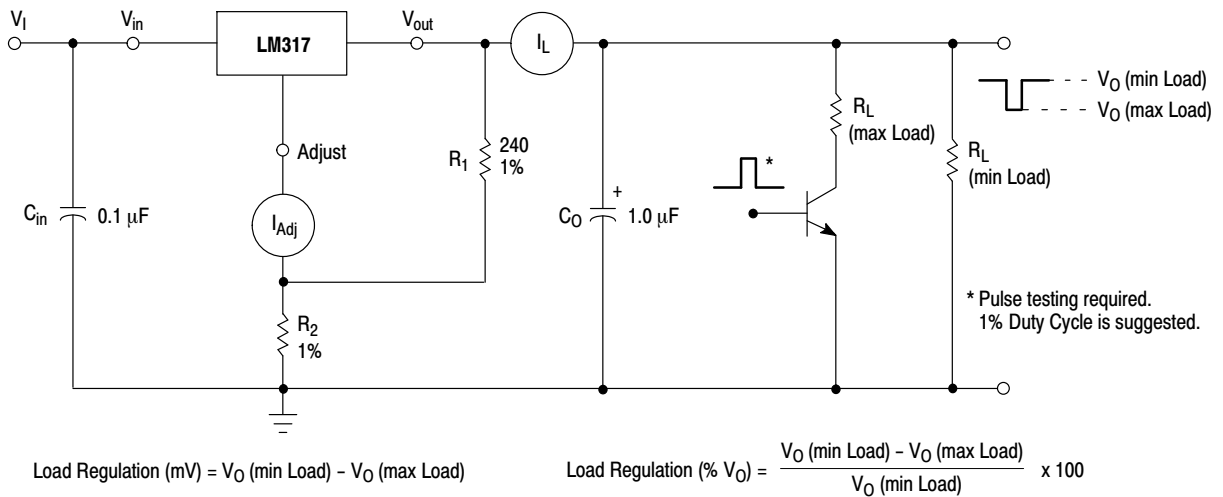 V_I
V_in
LM317
V_out
I_L
V_O (min Load)
V_O (max Load)
R_L
(max Load)
R_L
(min Load)
*
Adjust
R_1
240
1%
C_in
0.1 µF
I_Adj
C_O
+
1.0 µF
R_2
1%
* Pulse testing required.
1% Duty Cycle is suggested.
Load Regulation (mV) = V_O (min Load) – V_O (max Load)
Load Regulation (% V_O) = V_O (min Load) – V_O (max Load)
V_O (min Load)
x 100